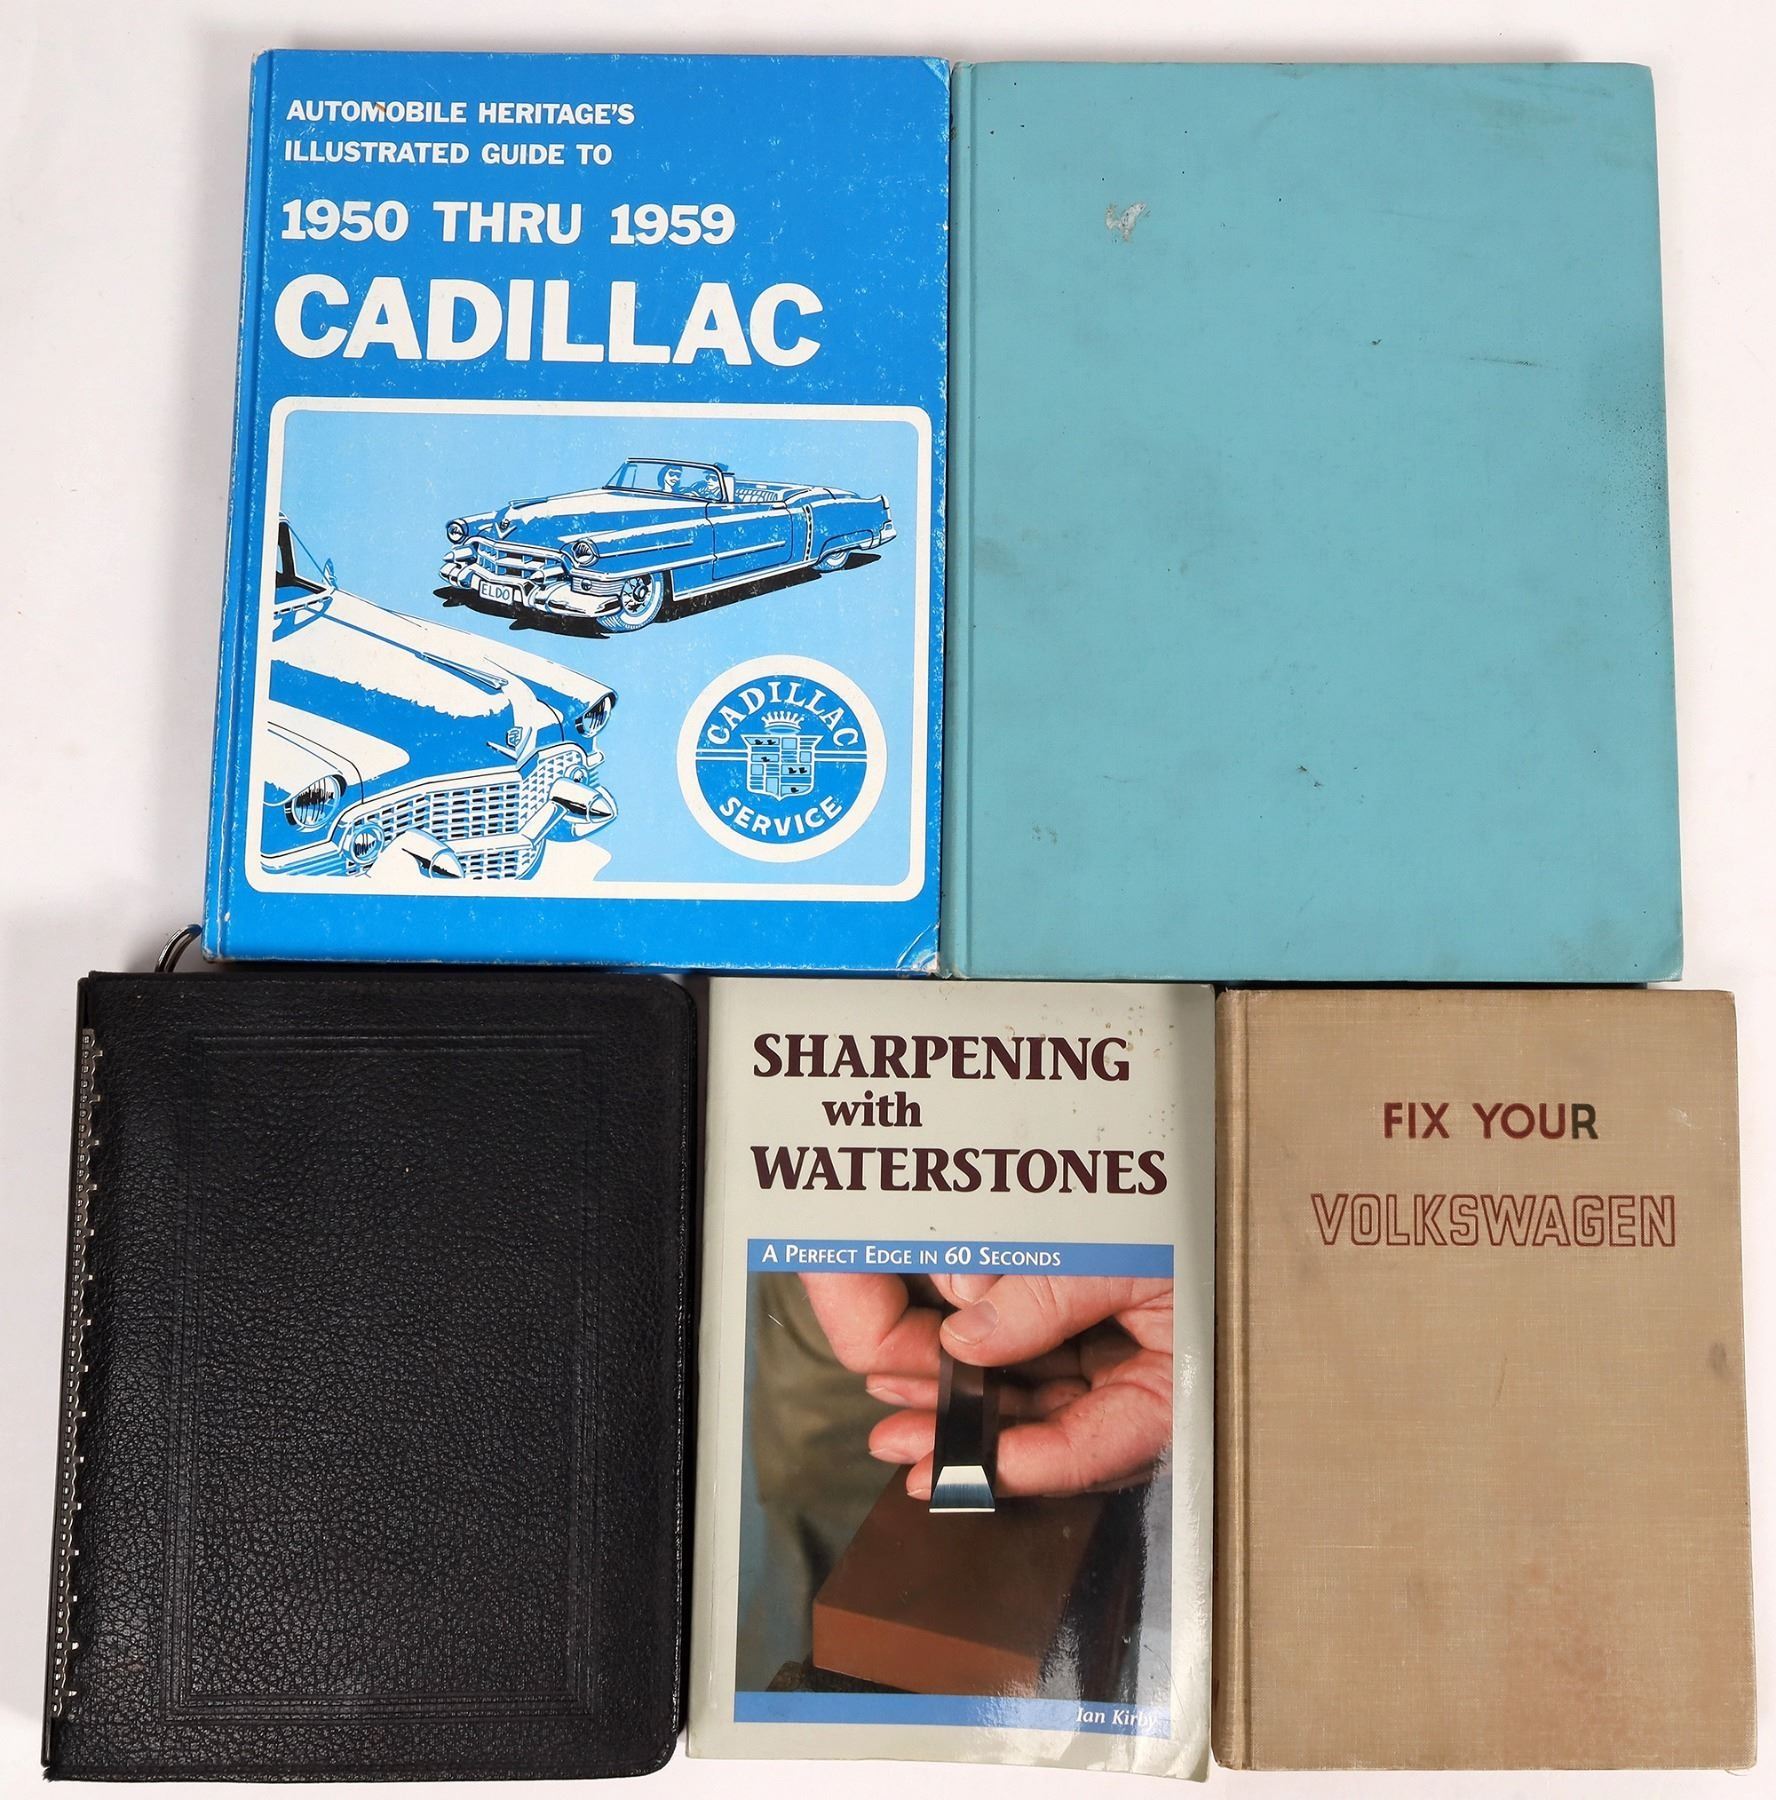 AUTOMOBILE HERITAGE'S
ILLUSTRATED GUIDE TO
1950 THRU 1959
CADILLAC
ELDO
CADILLAC
SERVICE
SHARPENING
with
WATERSTONES
A PERFECT EDGE IN 60 SECONDS
Ian Kirby
FIX YOUR
VOLKSWAGEN